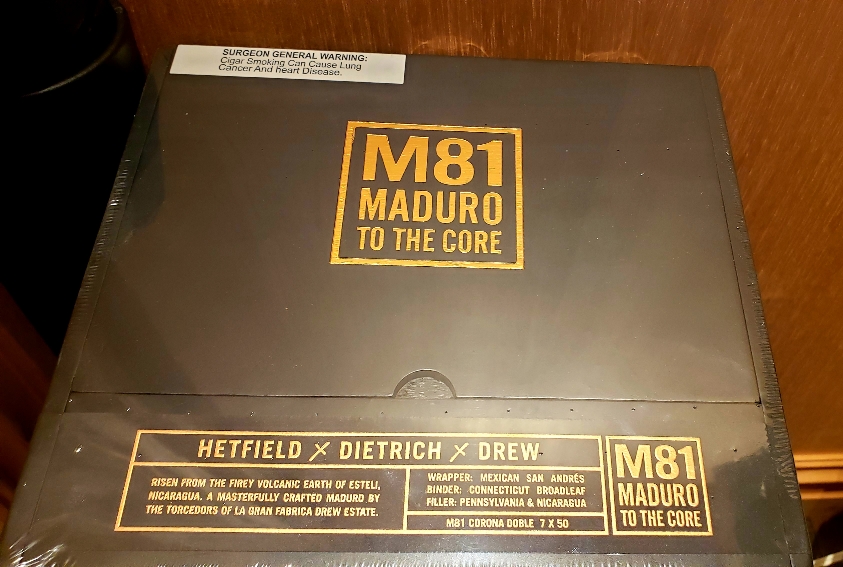 SURGEON GENERAL WARNING:
Cigar Smoking Can Cause Lung
Cancer And heart Disease.
M81
MADURO
TO THE CORE
HETFIELD X DIETRICH X DREW
RISEN FROM THE FIREY VOLCANIC EARTH OF ESTELI,
NICARAGUA. A MASTERFULLY CRAFTED MADURO BY
THE TORCEDORS OF LA GRAN FABRICA DREW ESTATE.
WRAPPER: MEXICAN SAN ANDRÉS
BINDER: CONNECTICUT BROADLEAF
FILLER: PENNSYLVANIA & NICARAGUA
M81 CORONA DOBLE 7 X 50
M81
MADURO
TO THE CORE